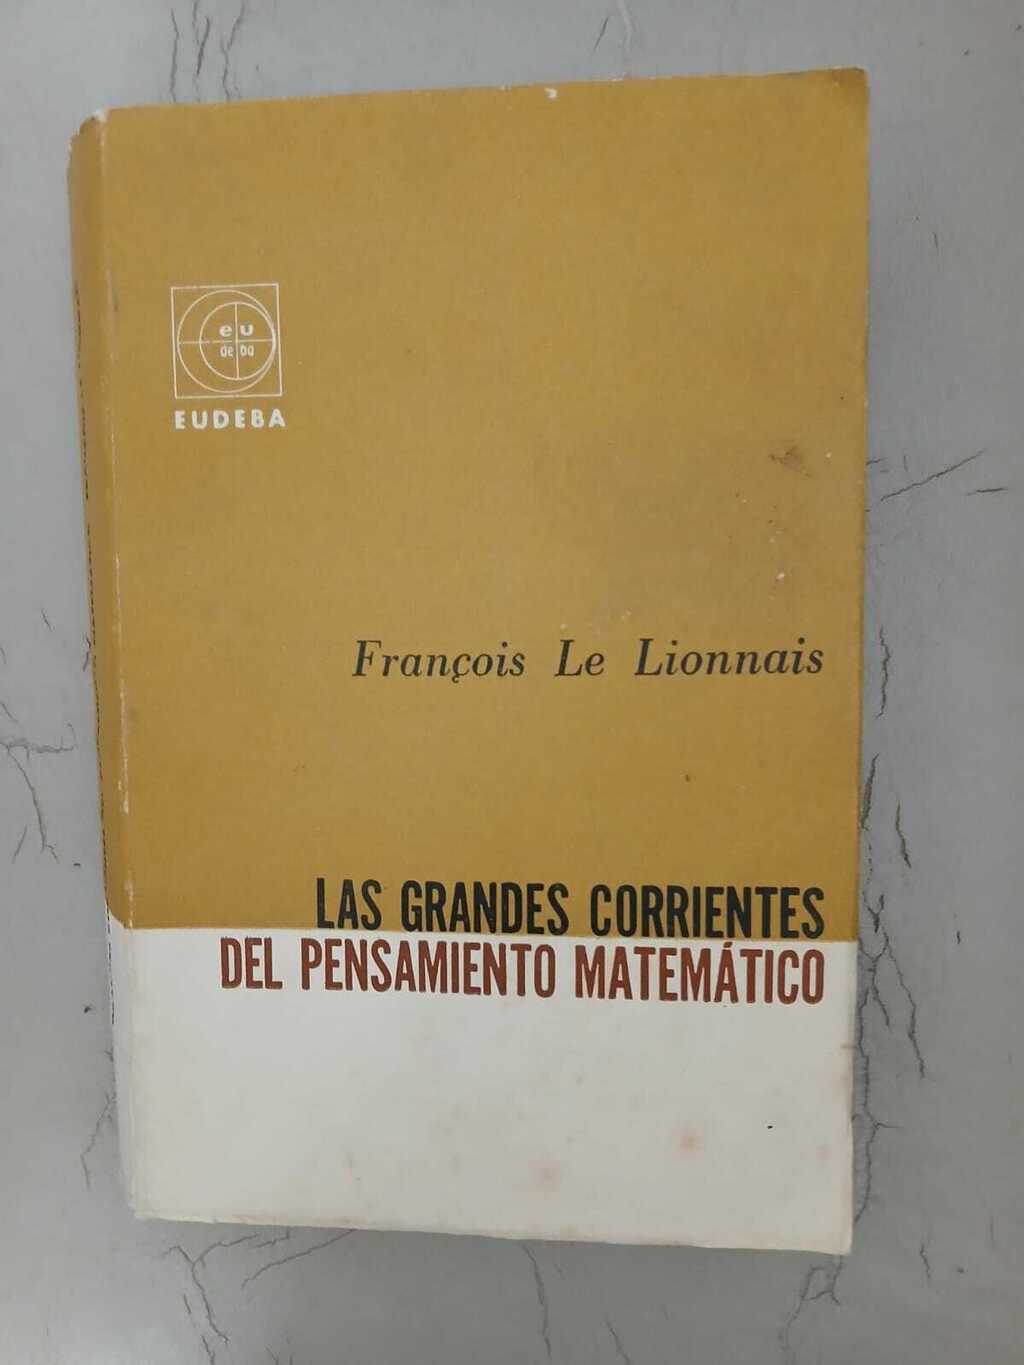 eu
de ba
EUDEBA
François Le Lionnais
LAS GRANDES CORRIENTES
DEL PENSAMIENTO MATEMÁTICO